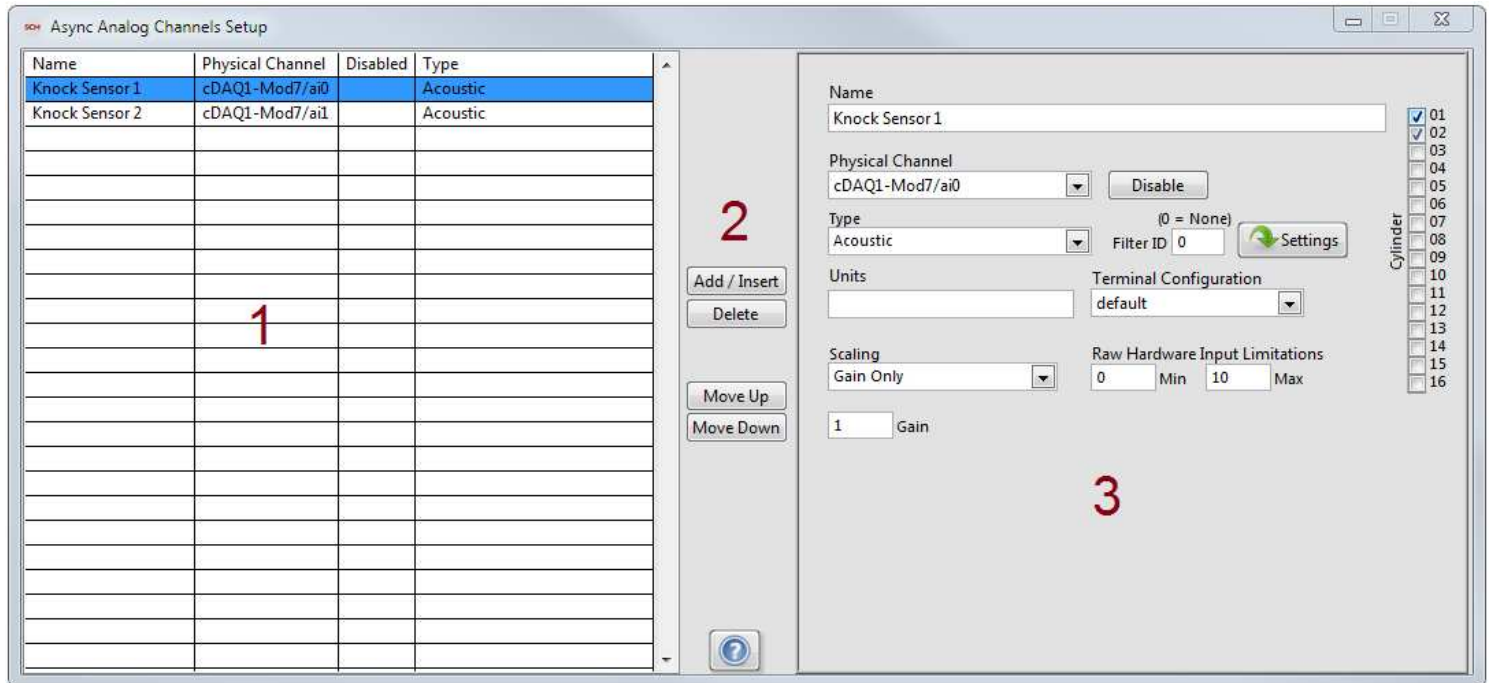 SCH Async Analog Channels Setup
Name Physical Channel Disabled Type
Knock Sensor 1 cDAQ1-Mod7/ai0 Acoustic
Knock Sensor 2 cDAQ1-Mod7/ai1 Acoustic
1
2
Add / Insert
Delete
Move Up
Move Down
?
Name
Knock Sensor 1
Physical Channel
cDAQ1-Mod7/ai0 Disable
Type (0 = None)
Acoustic Filter ID 0 Settings
Units Terminal Configuration
default
Scaling Raw Hardware Input Limitations
Gain Only 0 Min 10 Max
1 Gain
3
Cylinder
01
02
03
04
05
06
07
08
09
10
11
12
13
14
15
16